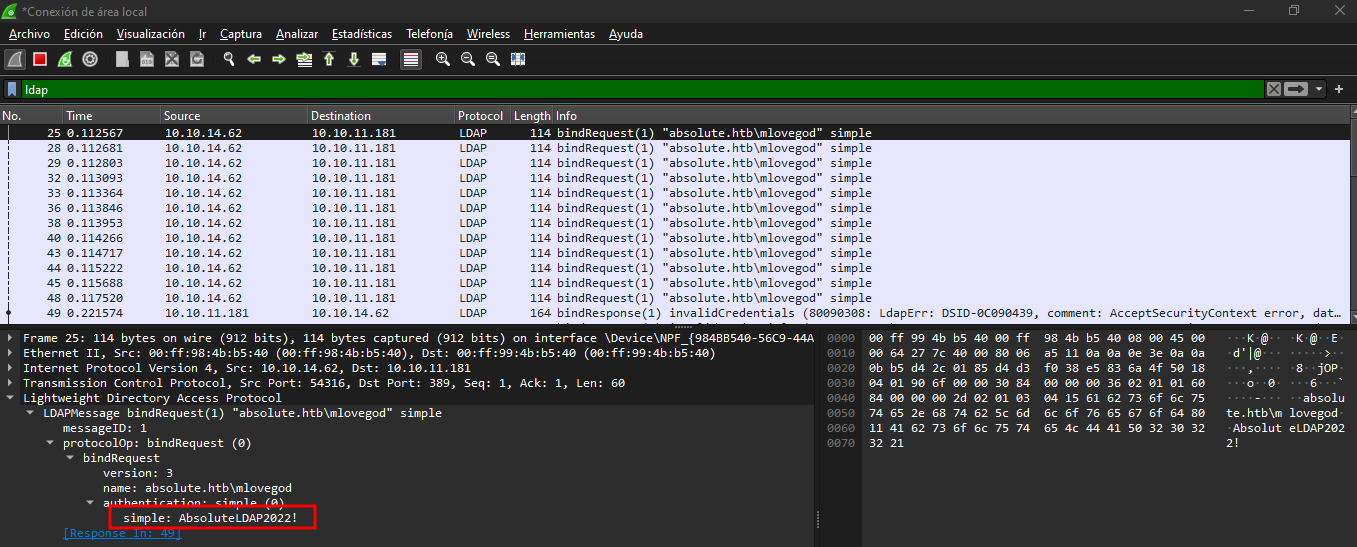 *Conexión de área local
Archivo Edición Visualización Ir Captura Analizar Estadísticas Telefonía Wireless Herramientas Ayuda
ldap
No. Time Source Destination Protocol Length Info
25 0.112567 10.10.14.62 10.10.11.181 LDAP 114 bindRequest(1) "absolute.htb\mlovegod" simple
28 0.112681 10.10.14.62 10.10.11.181 LDAP 114 bindRequest(1) "absolute.htb\mlovegod" simple
29 0.112803 10.10.14.62 10.10.11.181 LDAP 114 bindRequest(1) "absolute.htb\mlovegod" simple
32 0.113093 10.10.14.62 10.10.11.181 LDAP 114 bindRequest(1) "absolute.htb\mlovegod" simple
33 0.113364 10.10.14.62 10.10.11.181 LDAP 114 bindRequest(1) "absolute.htb\mlovegod" simple
36 0.113846 10.10.14.62 10.10.11.181 LDAP 114 bindRequest(1) "absolute.htb\mlovegod" simple
38 0.113953 10.10.14.62 10.10.11.181 LDAP 114 bindRequest(1) "absolute.htb\mlovegod" simple
40 0.114266 10.10.14.62 10.10.11.181 LDAP 114 bindRequest(1) "absolute.htb\mlovegod" simple
43 0.114717 10.10.14.62 10.10.11.181 LDAP 114 bindRequest(1) "absolute.htb\mlovegod" simple
44 0.115222 10.10.14.62 10.10.11.181 LDAP 114 bindRequest(1) "absolute.htb\mlovegod" simple
45 0.115688 10.10.14.62 10.10.11.181 LDAP 114 bindRequest(1) "absolute.htb\mlovegod" simple
48 0.117520 10.10.14.62 10.10.11.181 LDAP 114 bindRequest(1) "absolute.htb\mlovegod" simple
49 0.221574 10.10.11.181 10.10.14.62 LDAP 164 bindResponse(1) invalidCredentials (80090308: LdapErr: DSID-0C090439, comment: AcceptSecurityContext error, dat…
Frame 25: 114 bytes on wire (912 bits), 114 bytes captured (912 bits) on interface \Device\NPF_{984BB540-56C9-44A
Ethernet II, Src: 00:ff:98:4b:b5:40 (00:ff:98:4b:b5:40), Dst: 00:ff:99:4b:b5:40 (00:ff:99:4b:b5:40)
Internet Protocol Version 4, Src: 10.10.14.62, Dst: 10.10.11.181
Transmission Control Protocol, Src Port: 54316, Dst Port: 389, Seq: 1, Ack: 1, Len: 60
Lightweight Directory Access Protocol
LDAPMessage bindRequest(1) "absolute.htb\mlovegod" simple
messageID: 1
protocolOp: bindRequest (0)
bindRequest
version: 3
name: absolute.htb\mlovegod
authentication: simple (0)
simple: AbsoluteLDAP2022!
[Response In: 49]
0000 00 ff 99 4b b5 40 00 ff 98 4b b5 40 08 00 45 00 ···K·@·· ·K·@··E·
0010 00 64 27 7c 40 00 80 06 a5 11 0a 0a 0e 3e 0a 0a ·d'|@··· ·····>··
0020 0b b5 d4 2c 01 85 d4 d3 f0 38 e5 83 6a 4f 50 18 ···,···· ·8··jOP·
0030 04 01 90 6f 00 00 30 84 00 00 00 36 02 01 01 60 ···o··0· ···6···`
0040 84 00 00 00 2d 02 01 03 04 15 61 62 73 6f 6c 75 ····-··· ··absolu
0050 74 65 2e 68 74 62 5c 6d 6c 6f 76 65 67 6f 64 80 te.htb\m lovegod·
0060 11 41 62 73 6f 6c 75 74 65 4c 44 41 50 32 30 32 ·Absolut eLDAP202
0070 32 21 2!